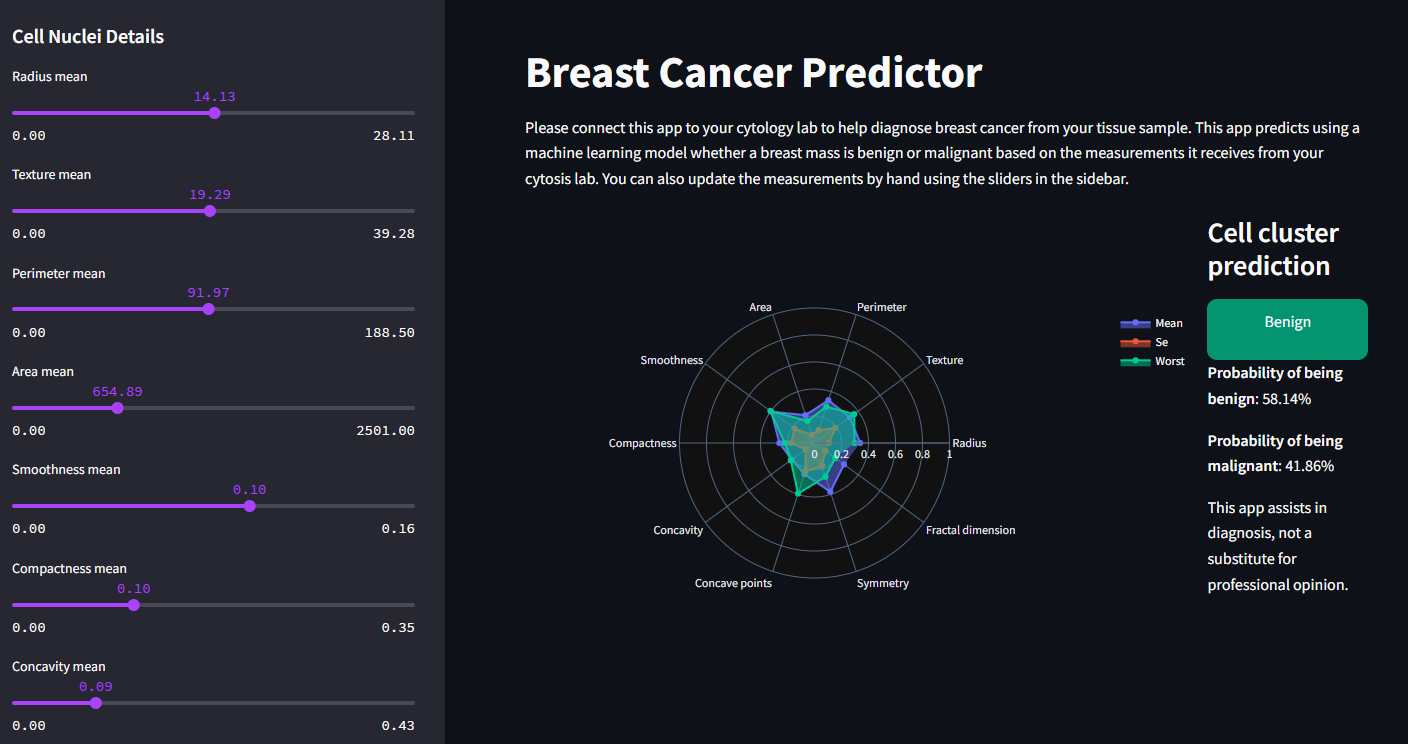 Cell Nuclei Details
Radius mean
14.13
0.00 28.11
Texture mean
19.29
0.00 39.28
Perimeter mean
91.97
0.00 188.50
Area mean
654.89
0.00 2501.00
Smoothness mean
0.10
0.00 0.16
Compactness mean
0.10
0.00 0.35
Concavity mean
0.09
0.00 0.43
Breast Cancer Predictor
Please connect this app to your cytology lab to help diagnose breast cancer from your tissue sample. This app predicts using a
machine learning model whether a breast mass is benign or malignant based on the measurements it receives from your
cytosis lab. You can also update the measurements by hand using the sliders in the sidebar.
Area Perimeter
Smoothness Texture
Compactness Radius
0 0.2 0.4 0.6 0.8 1
Concavity Fractal dimension
Concave points Symmetry
Mean
Se
Worst
Cell cluster
prediction
Benign
Probability of being
benign: 58.14%
Probability of being
malignant: 41.86%
This app assists in
diagnosis, not a
substitute for
professional opinion.